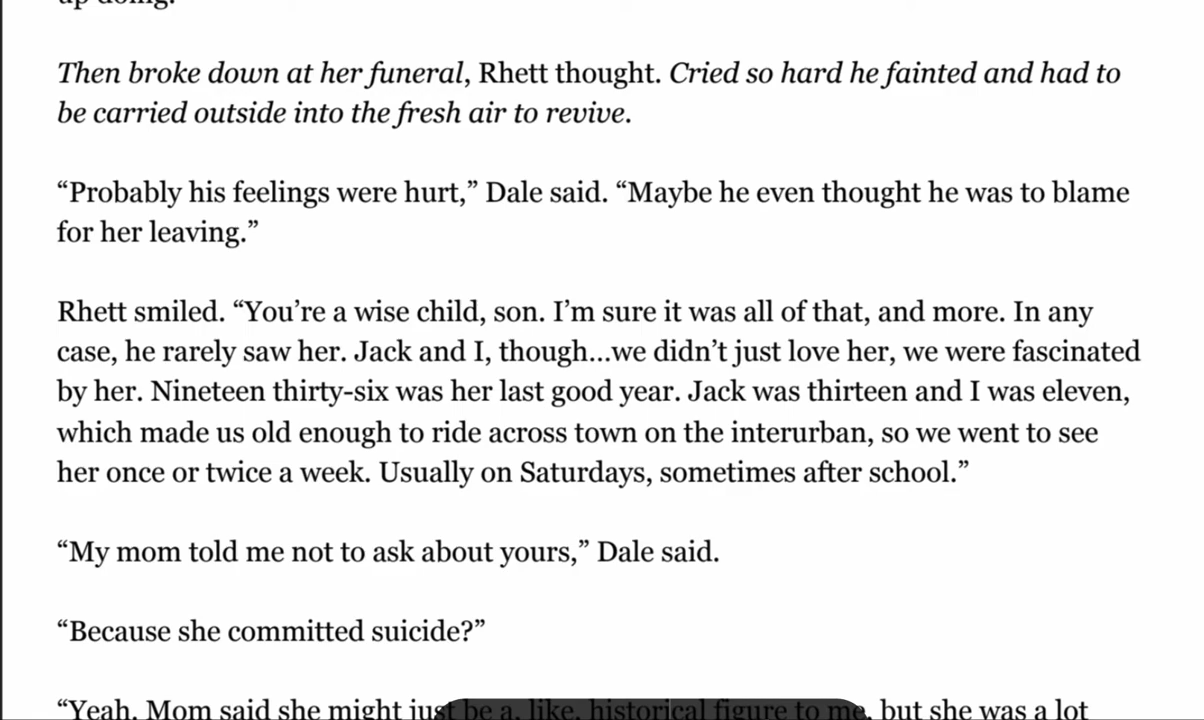 up doing.
Then broke down at her funeral, Rhett thought. Cried so hard he fainted and had to
be carried outside into the fresh air to revive.
“Probably his feelings were hurt,” Dale said. “Maybe he even thought he was to blame
for her leaving.”
Rhett smiled. “You’re a wise child, son. I’m sure it was all of that, and more. In any
case, he rarely saw her. Jack and I, though…we didn’t just love her, we were fascinated
by her. Nineteen thirty-six was her last good year. Jack was thirteen and I was eleven,
which made us old enough to ride across town on the interurban, so we went to see
her once or twice a week. Usually on Saturdays, sometimes after school.”
“My mom told me not to ask about yours,” Dale said.
“Because she committed suicide?”
“Yeah. Mom said she might just be a, like, historical figure to me, but she was a lot